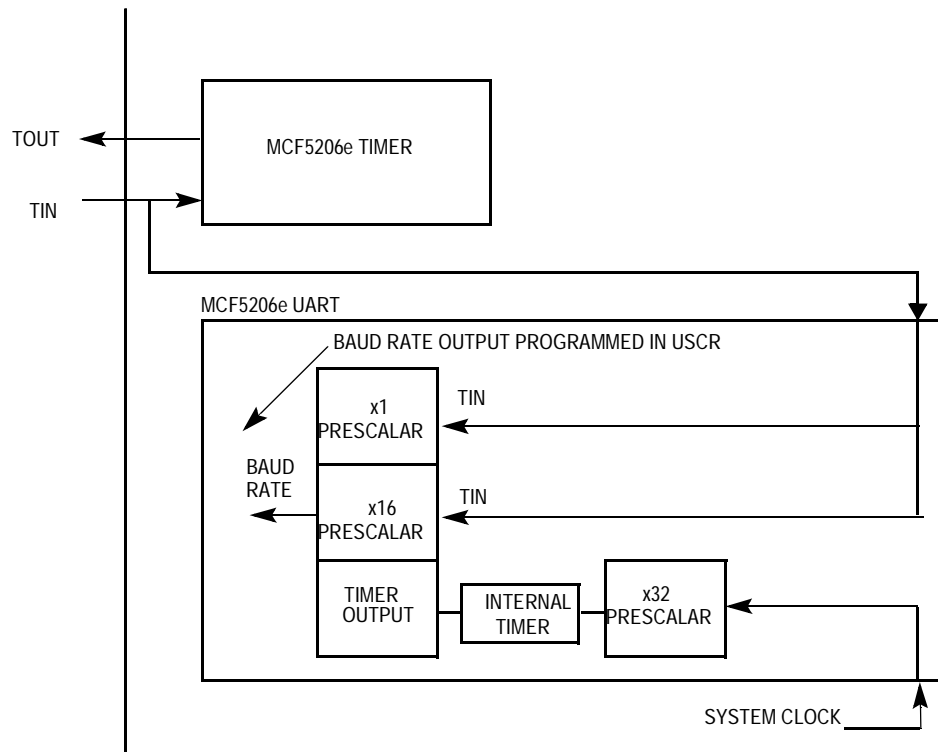 TOUT
MCF5206e TIMER
TIN
MCF5206e UART
BAUD RATE OUTPUT PROGRAMMED IN USCR
x1
PRESCALAR
TIN
BAUD
RATE
x16
PRESCALAR
TIN
TIMER
OUTPUT
INTERNAL
TIMER
x32
PRESCALAR
SYSTEM CLOCK